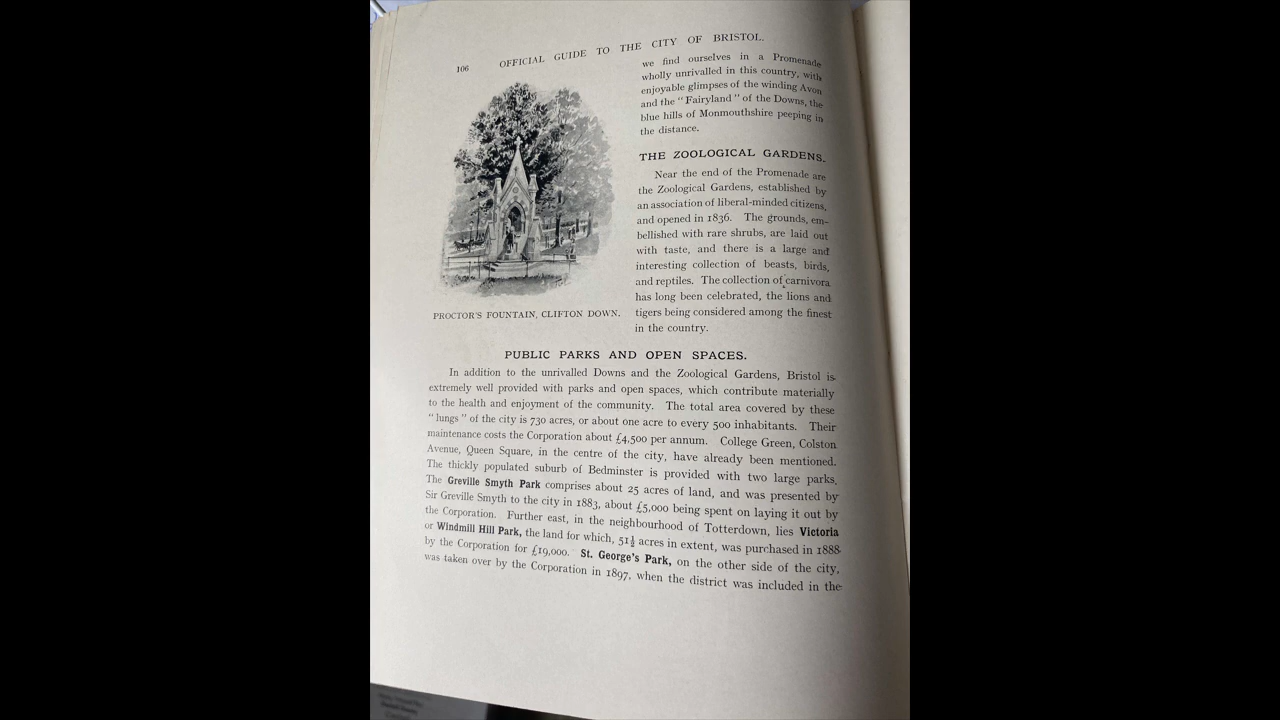 106
OFFICIAL GUIDE TO THE CITY OF BRISTOL.
PROCTOR'S FOUNTAIN, CLIFTON DOWN.
we find ourselves in a Promenade
wholly unrivalled in this country, with
enjoyable glimpses of the winding Avon
and the "Fairyland" of the Downs, the
blue hills of Monmouthshire peeping in
the distance.
THE ZOOLOGICAL GARDENS.
Near the end of the Promenade are
the Zoological Gardens, established by
an association of liberal-minded citizens,
and opened in 1836. The grounds, em-
bellished with rare shrubs, are laid out
with taste, and there is a large and
interesting collection of beasts, birds,
and reptiles. The collection of carnivora
has long been celebrated, the lions and
tigers being considered among the finest
in the country.
PUBLIC PARKS AND OPEN SPACES.
In addition to the unrivalled Downs and the Zoological Gardens, Bristol is
extremely well provided with parks and open spaces, which contribute materially
to the health and enjoyment of the community. The total area covered by these
"lungs" of the city is 730 acres, or about one acre to every 500 inhabitants. Their
maintenance costs the Corporation about £4,500 per annum. College Green, Colston
Avenue, Queen Square, in the centre of the city, have already been mentioned.
The thickly populated suburb of Bedminster is provided with two large parks.
The Greville Smyth Park comprises about 25 acres of land, and was presented by
Sir Greville Smyth to the city in 1883, about £5,000 being spent on laying it out by
the Corporation. Further east, in the neighbourhood of Totterdown, lies Victoria
or Windmill Hill Park, the land for which, 51½ acres in extent, was purchased in 1888
by the Corporation for £19,000. St. George's Park, on the other side of the city,
was taken over by the Corporation in 1897, when the district was included in the